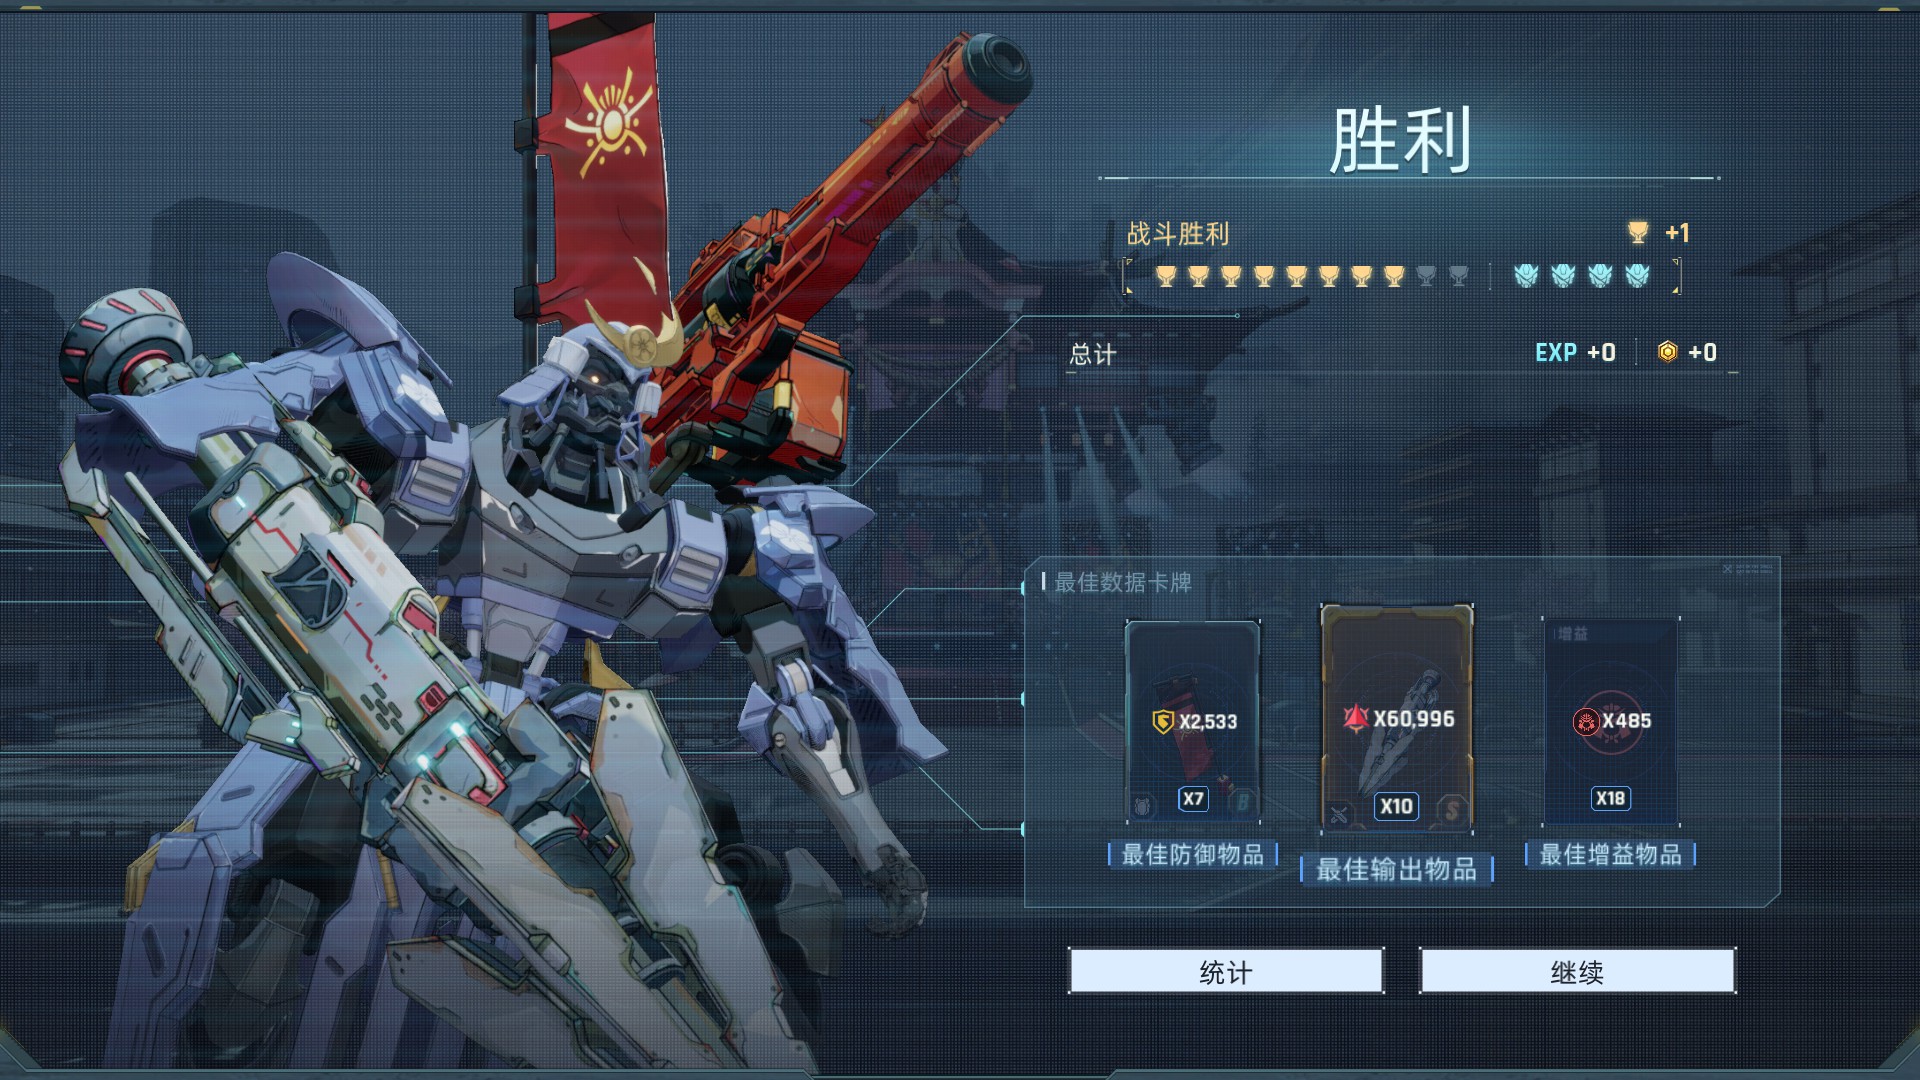 胜利
战斗胜利
+1
总计
EXP +0
+0
最佳数据卡牌
增益
X2,533
X60,996
X485
X7
B
X10
S
X18
最佳防御物品
最佳输出物品
最佳增益物品
统计
继续